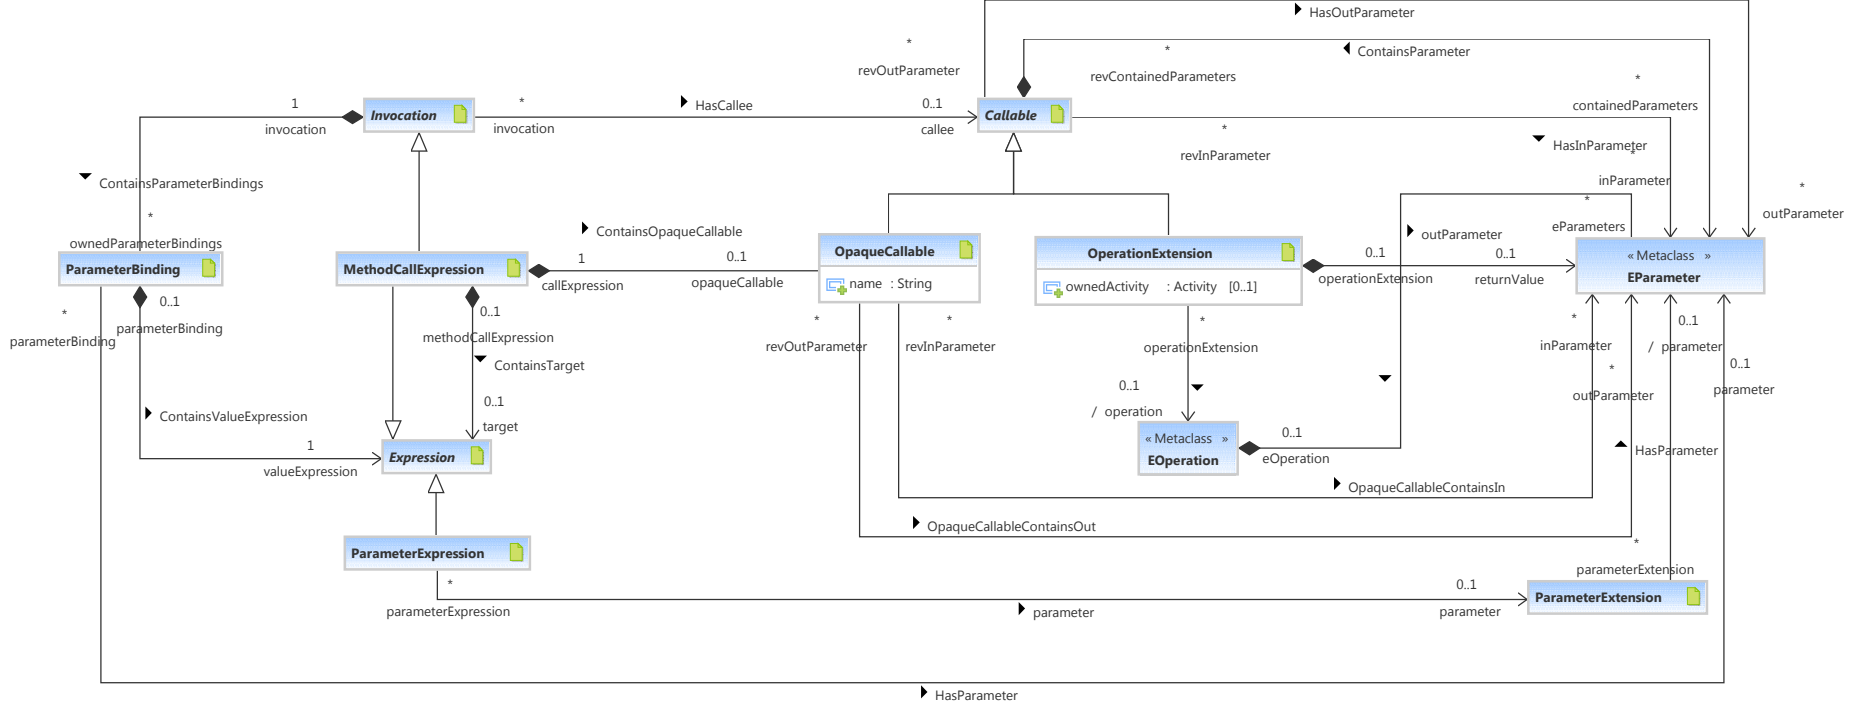 HasOutParameter
*
revOutParameter
*
ContainsParameter
revContainedParameters
*
containedParameters
1
invocation
Invocation
*
invocation
HasCallee
0..1
callee
Callable
*
revInParameter
HasInParameter
*
inParameter
*
outParameter
ContainsParameterBindings
*
ownedParameterBindings
ParameterBinding
MethodCallExpression
ContainsOpaqueCallable
1
callExpression
0..1
opaqueCallable
OpaqueCallable
name : String
OperationExtension
ownedActivity : Activity [0..1]
0..1
operationExtension
outParameter
*
eParameters
0..1
returnValue
« Metaclass »
EParameter
*
parameterBinding
0..1
parameterBinding
0..1
methodCallExpression
ContainsTarget
0..1
target
*
revOutParameter
*
revInParameter
*
operationExtension
0..1
/ operation
*
inParameter
*
outParameter
0..1
/ parameter
0..1
parameter
ContainsValueExpression
1
valueExpression
Expression
« Metaclass »
EOperation
0..1
eOperation
HasParameter
OpaqueCallableContainsIn
OpaqueCallableContainsOut
*
parameterExtension
ParameterExpression
*
parameterExpression
parameter
0..1
parameter
ParameterExtension
HasParameter